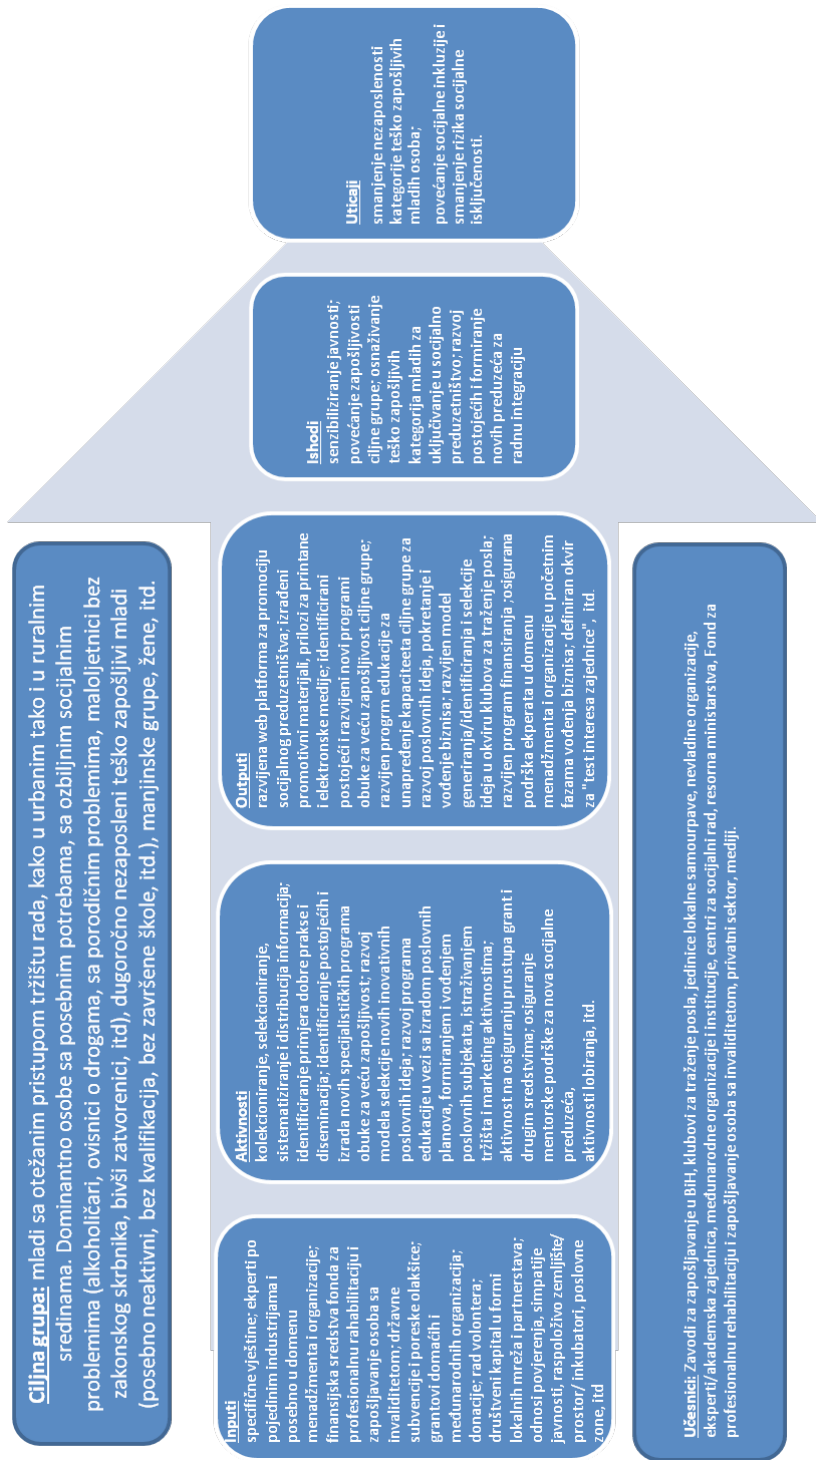 Ciljna grupa: mladi sa otežanim pristupom tržištu rada, kako u urbanim tako i u ruralnim
sredinama. Dominantno osobe sa posebnim potrebama, sa ozbiljnim socijalnim
problemima (alkoholičari, ovisnici o drogama, sa porodičnim problemima, maloljetnici bez
zakonskog skrbnika, bivši zatvorenici, itd), dugoročno nezaposleni teško zapošljivi mladi
(posebno neaktivni, bez kvalifikacija, bez završene škole, itd.), manjinske grupe, žene, itd.
Inputi
specifične vještine; eksperti po
pojedinim industrijama i
posebno u domenu
menadžmenta i organizacije;
finansijska sredstva fonda za
profesionalnu rahabilitaciju i
zapošljavanje osoba sa
invaliditetom; državne
subvencije i poreske olakšice;
grantovi domaćih i
međunarodnih organizacija;
donacije; rad volontera;
društveni kapital u formi
lokalnih mreža i partnerstava;
odnosi povjerenja, simpatije
javnosti, raspoloživo zemljište/
prostor/ inkubatori, poslovne
zone, itd
Aktivnosti
kolekcioniranje, selekcioniranje,
sistematiziranje i distribucija informacija;
identificiranje primjera dobre prakse i
diseminacija; identificiranje postojećih i
izrada novih specijalističkih programa
obuke za veću zapošljivost; razvoj
modela selekcije novih inovativnih
poslovnih ideja; razvoj programa
edukacije u vezi sa izradom poslovnih
planova, formiranjem i vođenjem
poslovnih subjekata, istraživanjem
tržišta i marketing aktivnostima;
aktivnost na osiguranju prustupa grant i
drugim sredstvima; osiguranje
mentorske podrške za nova socijalne
preduzeća,
aktivnosti lobiranja, itd.
Outputi
razvijena web platforma za promociju
socijalnog preduzetništva; izrađeni
promotivni materijali, prilozi za printane
i elektronske medije; identificirani
postojeći i razvijeni novi programi
obuke za veću zapošljivost ciljne grupe;
razvijen progrm edukacije za
unapređenje kapaciteeta ciljne grupe za
razvoj poslovnih ideja, pokretanje i
vođenje biznisa; razvijen model
generiranja/identificiranja i selekcije
ideja u okviru klubova za traženje posla;
razvijen program finansiranja ;osigurana
podrška ekperata u domenu
menadžmenta i organizacije u početnim
fazama vođenja biznisa; definiran okvir
za "test interesa zajednice", itd.
Ishodi
senzibiliziranje javnosti;
povećanje zapošljivosti
ciljne grupe; osnaživanje
teško zapošljivih
kategorija mladih za
uključivanje u socijalno
preduzetništvo; razvoj
postojećih i formiranje
novih preduzeća za
radnu integraciju
Uticaji
smanjenje nezaposlenosti
kategorije teško zapošljivih
mladih osoba;
povećanje socijalne inkluzije i
smanjenje rizika socijalne
isključenosti.
Učesnici: Zavodi za zapošljavanje u BiH, klubovi za traženje posla, jedinice lokalne samourpave, nevladine organizacije,
eksperti/akademska zajednica, međunarodne organizacije i institucije, centri za socijalni rad, resorna ministarstva, Fond za
profesionalnu rehabilitaciju i zapošljavanje osoba sa invaliditetom, privatni sektor, mediji.